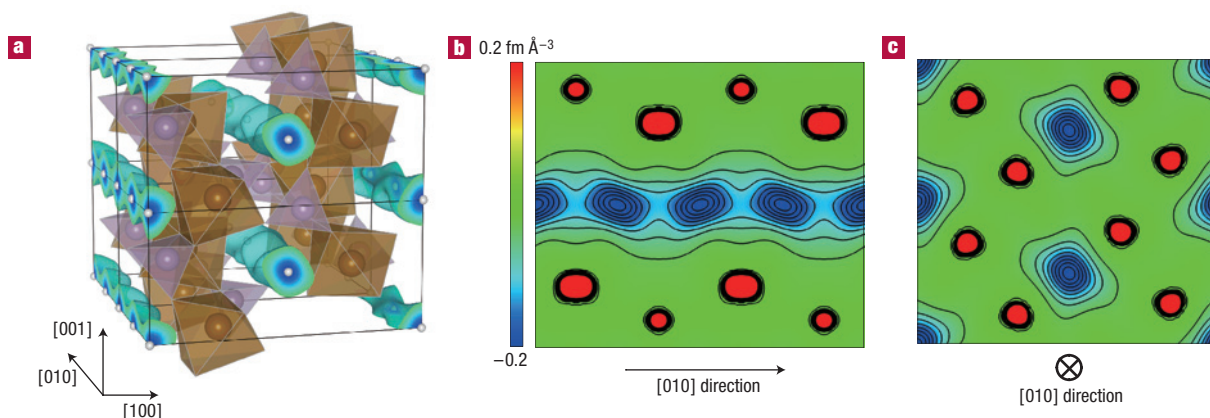 a
[001]
[010]
[100]
b
0.2 fm Å⁻³
−0.2
[010] direction
c
[010] direction